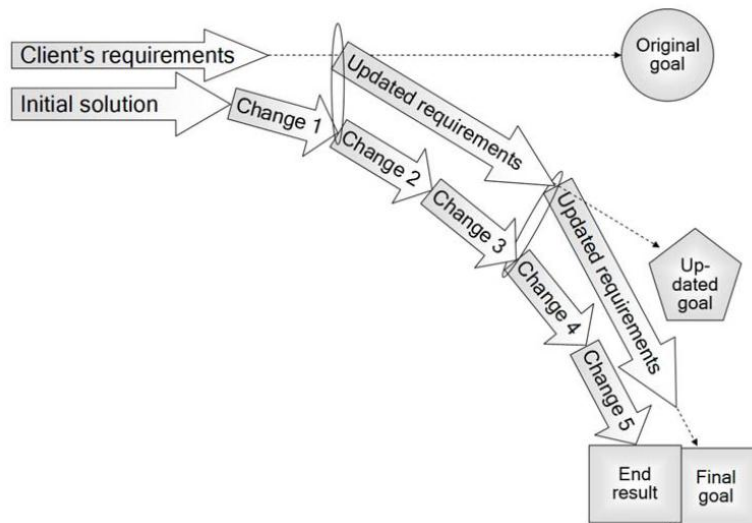 Client's requirements
Original
goal
Initial solution
Change 1
Updated requirements
Change 2
Change 3
Updated requirements
Up-
dated
goal
Change 4
Change 5
End
result
Final
goal